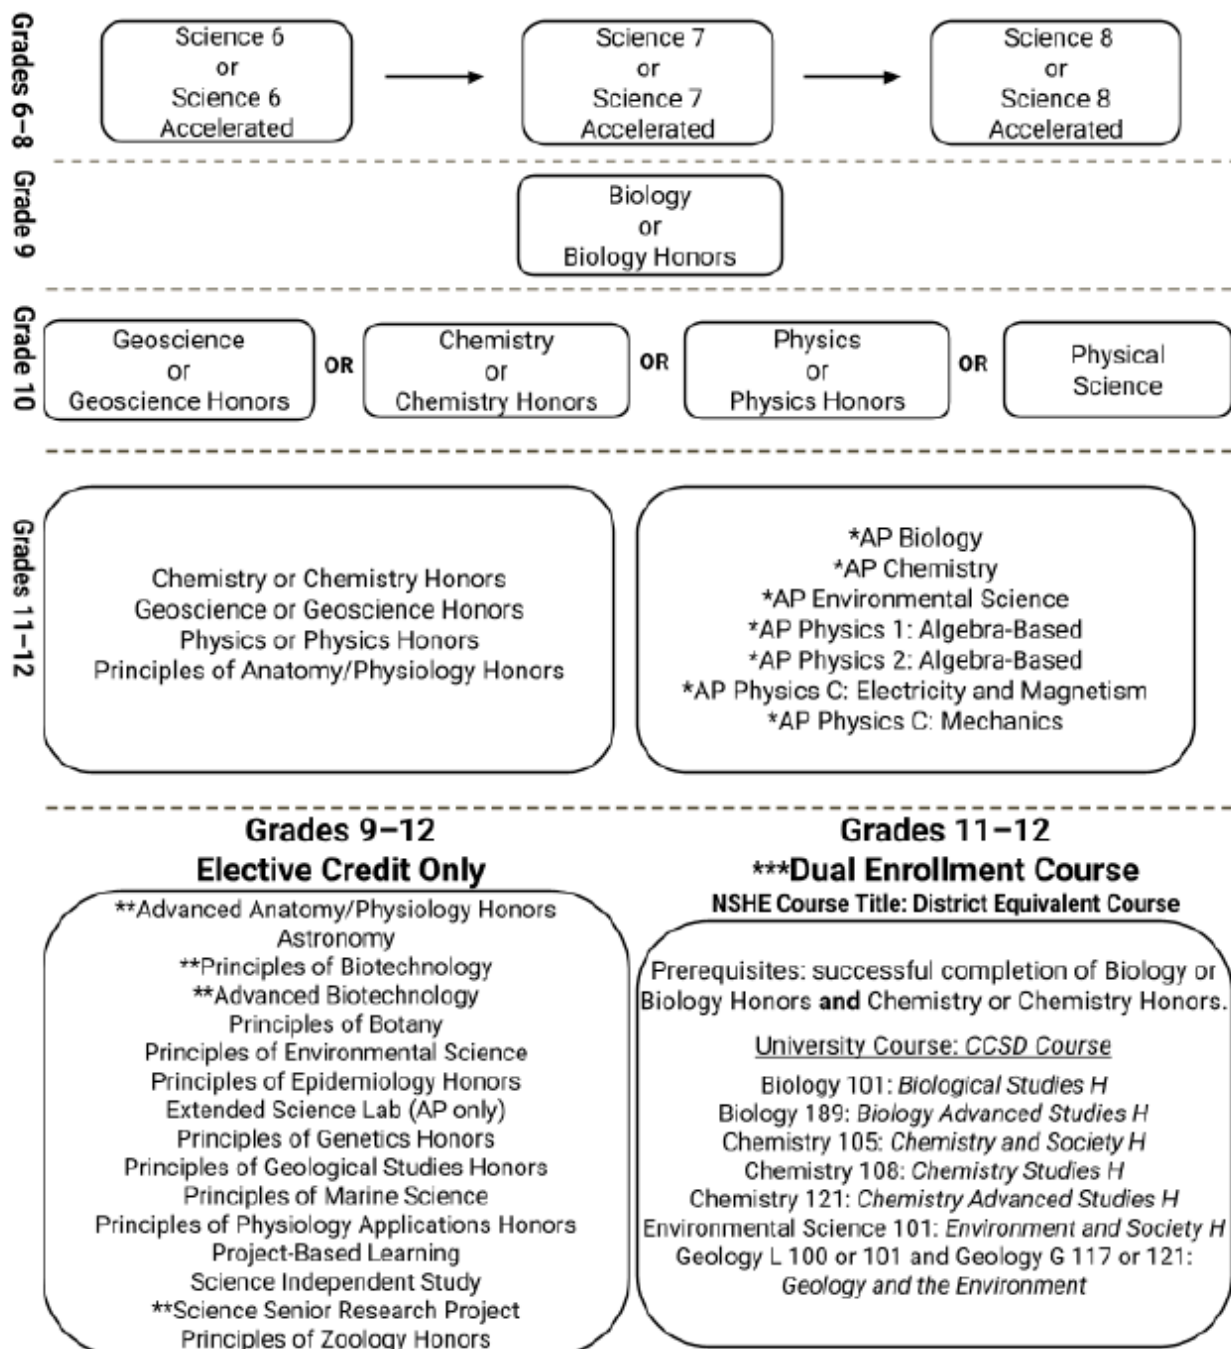 Grades 6–8
Science 6
or
Science 6
Accelerated
Science 7
or
Science 7
Accelerated
Science 8
or
Science 8
Accelerated
Grade 9
Biology
or
Biology Honors
Grade 10
Geoscience
or
Geoscience Honors
OR
Chemistry
or
Chemistry Honors
OR
Physics
or
Physics Honors
OR
Physical
Science
Grades 11–12
Chemistry or Chemistry Honors
Geoscience or Geoscience Honors
Physics or Physics Honors
Principles of Anatomy/Physiology Honors
*AP Biology
*AP Chemistry
*AP Environmental Science
*AP Physics 1: Algebra-Based
*AP Physics 2: Algebra-Based
*AP Physics C: Electricity and Magnetism
*AP Physics C: Mechanics
Grades 9–12
Elective Credit Only
**Advanced Anatomy/Physiology Honors
Astronomy
**Principles of Biotechnology
**Advanced Biotechnology
Principles of Botany
Principles of Environmental Science
Principles of Epidemiology Honors
Extended Science Lab (AP only)
Principles of Genetics Honors
Principles of Geological Studies Honors
Principles of Marine Science
Principles of Physiology Applications Honors
Project-Based Learning
Science Independent Study
**Science Senior Research Project
Principles of Zoology Honors
Grades 11–12
***Dual Enrollment Course
NSHE Course Title: District Equivalent Course
Prerequisites: successful completion of Biology or
Biology Honors and Chemistry or Chemistry Honors.
University Course: CCSD Course
Biology 101: Biological Studies H
Biology 189: Biology Advanced Studies H
Chemistry 105: Chemistry and Society H
Chemistry 108: Chemistry Studies H
Chemistry 121: Chemistry Advanced Studies H
Environmental Science 101: Environment and Society H
Geology L 100 or 101 and Geology G 117 or 121:
Geology and the Environment